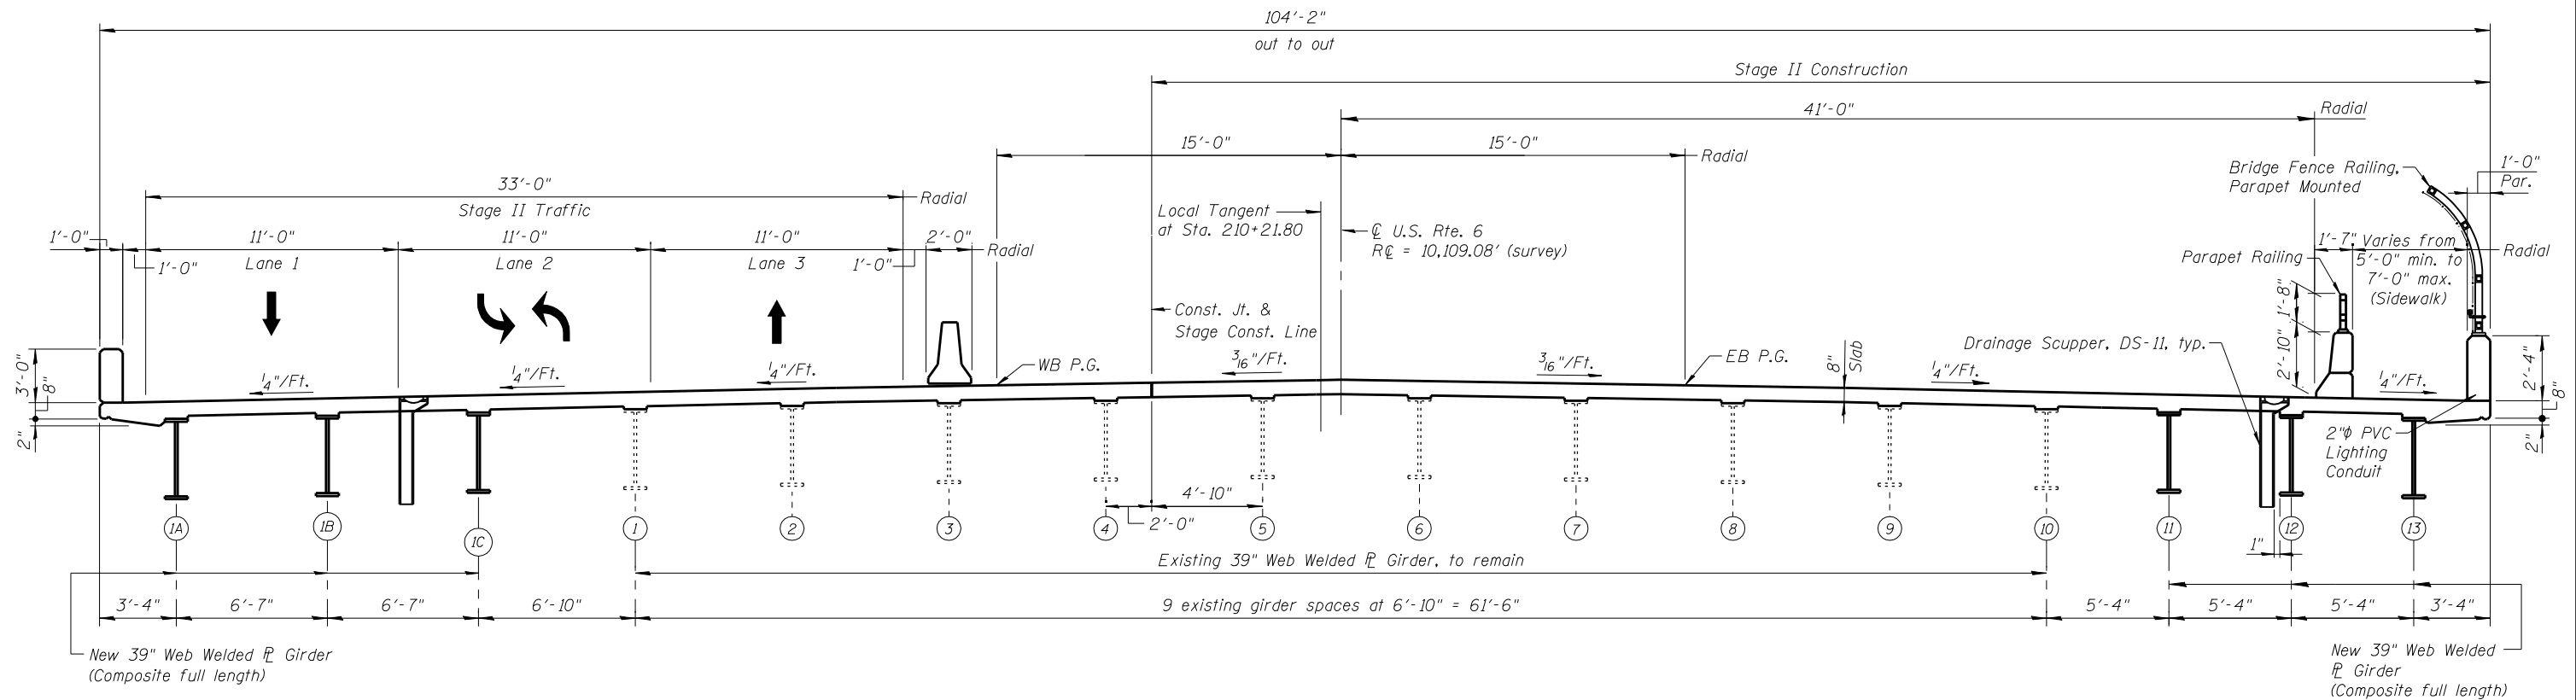 104'-2"
out to out
Stage II Construction
41'-0"
Radial
15'-0"
15'-0"
Radial
Bridge Fence Railing,
Parapet Mounted
1'-0"
Par.
33'-0"
Radial
Stage II Traffic
Local Tangent
at Sta. 210+21.80
℄ U.S. Rte. 6
R℄ = 10,109.08' (survey)
1'-0"
1'-0"
11'-0"
Lane 1
11'-0"
Lane 2
11'-0"
Lane 3
1'-0"
2'-0"
Radial
1'-7"
Varies from
5'-0" min. to
7'-0" max.
(Sidewalk)
Radial
Parapet Railing
1'-8"
2'-10"
Const. Jt. &
Stage Const. Line
Drainage Scupper, DS-11, typ.
3'-0"
8"
2"
1/4"/Ft.
1/4"/Ft.
1/4"/Ft.
WB P.G.
3/16"/Ft.
3/16"/Ft.
EB P.G.
8"
Slab
1/4"/Ft.
1/4"/Ft.
2'-4"
8"
2"
2"φ PVC
Lighting
Conduit
4'-10"
2'-0"
1"
1A
1B
1C
1
2
3
4
5
6
7
8
9
10
11
12
13
Existing 39" Web Welded ⅊ Girder, to remain
3'-4"
6'-7"
6'-7"
6'-10"
9 existing girder spaces at 6'-10" = 61'-6"
5'-4"
5'-4"
5'-4"
3'-4"
New 39" Web Welded ⅊ Girder
(Composite full length)
New 39" Web Welded
⅊ Girder
(Composite full length)